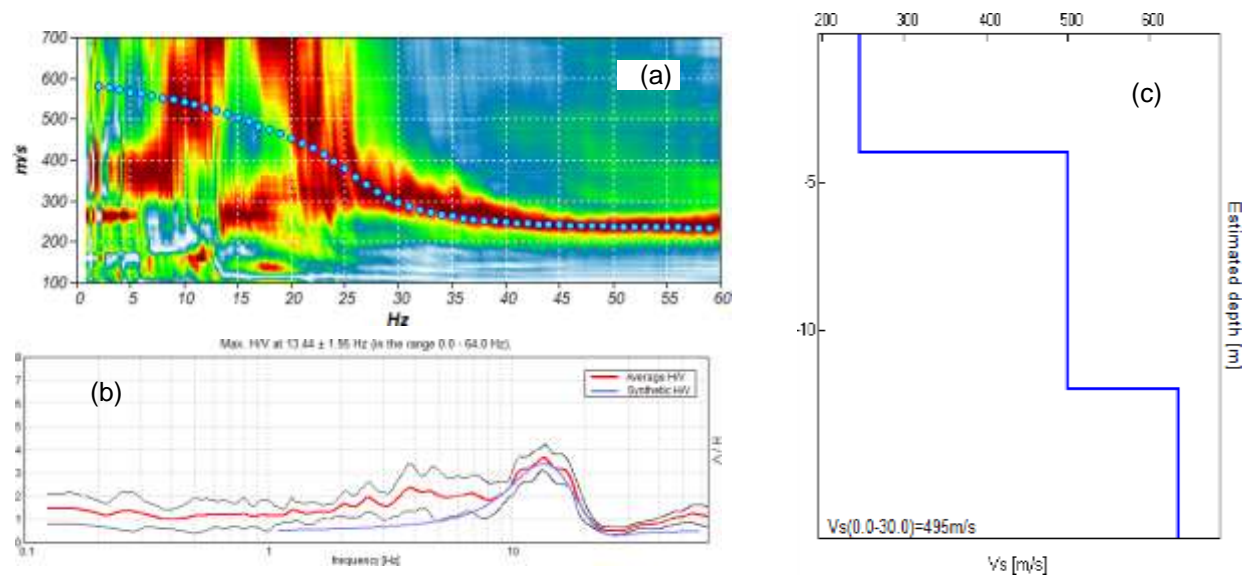 700
600
500
400
300
200
100
m/s
(a)
0 5 10 15 20 25 30 35 40 45 50 55 60
Hz
Max. H/V at 13.44 ± 1.95 Hz (in the range 0.0 - 64.0 Hz).
8
7
6
5
4
3
2
1
0
(b)
Average H/V
Synthetic H/V
H / V
0.1 1 10
frequency [Hz]
200 300 400 500 600
(c)
-5
-10
Estimated depth [m]
Vs(0.0-30.0)=495m/s
Vs [m/s]